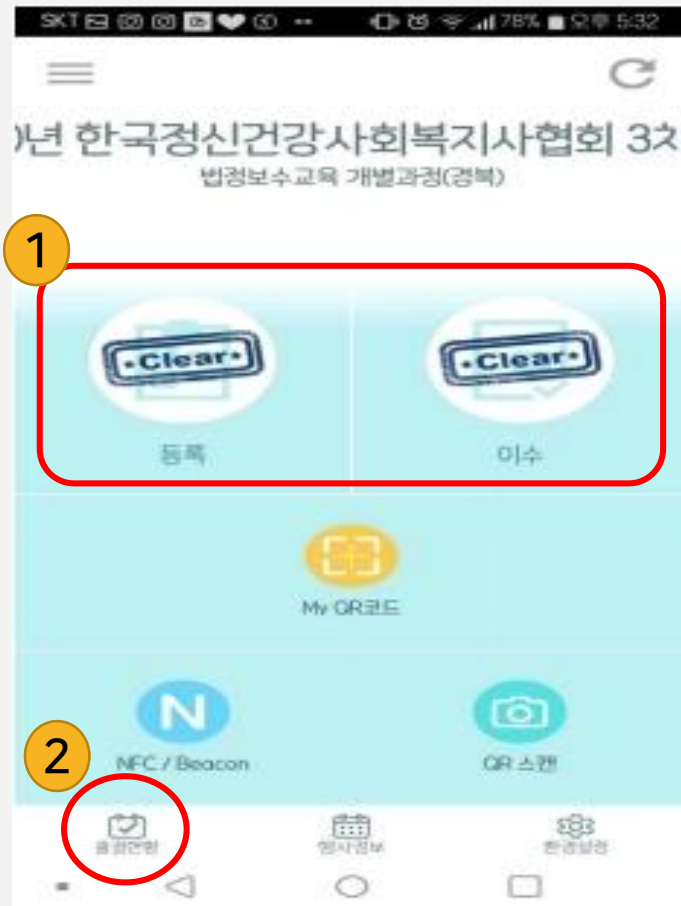 SKT 78% 오후 5:32
)년 한국정신건강사회복지사협회 3차
법정보수교육 개별과정(경북)
1
•Clear• •Clear•
등록 이수
My QR코드
N
2
NFC / Beacon QR 스캔
출결현황 행사정보 환경설정